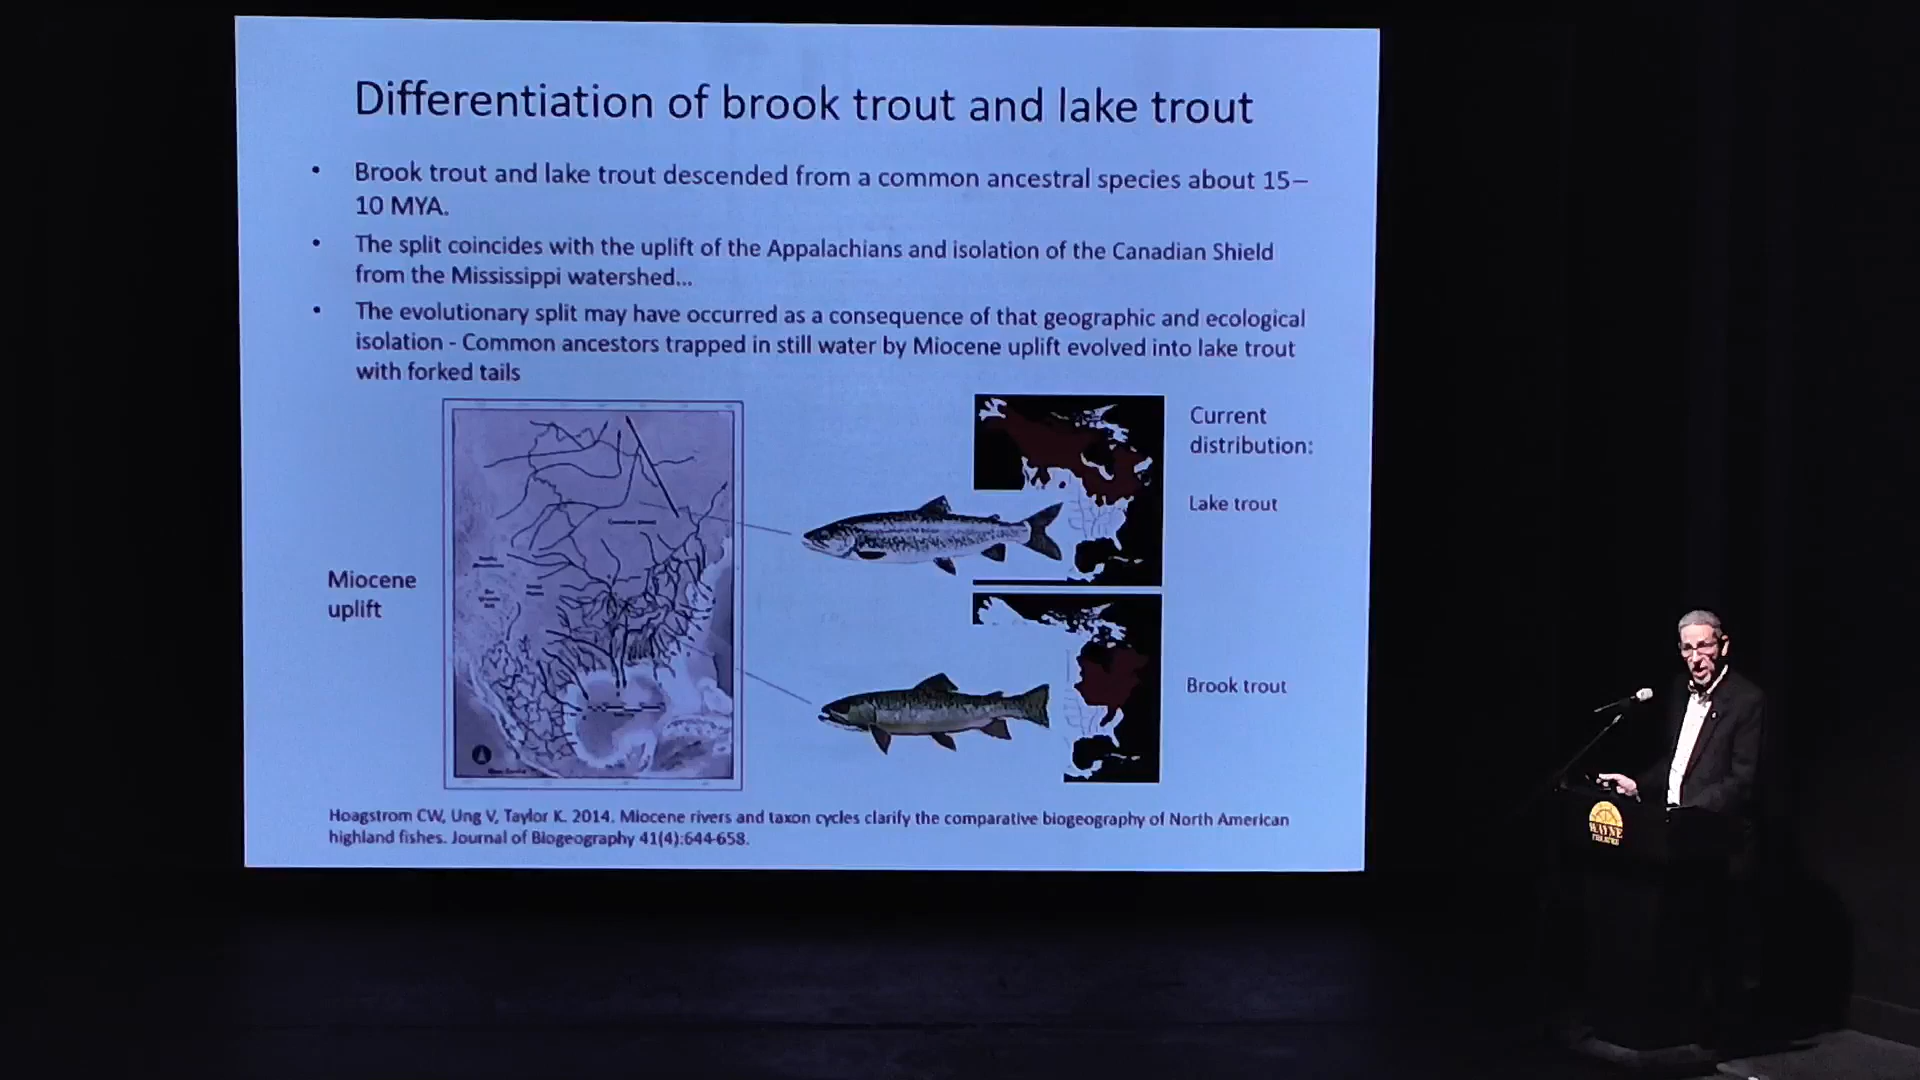 Differentiation of brook trout and lake trout
• Brook trout and lake trout descended from a common ancestral species about 15–
10 MYA.
• The split coincides with the uplift of the Appalachians and isolation of the Canadian Shield
from the Mississippi watershed...
• The evolutionary split may have occurred as a consequence of that geographic and ecological
isolation - Common ancestors trapped in still water by Miocene uplift evolved into lake trout
with forked tails
Current
distribution:
Lake trout
Miocene
uplift
Brook trout
Hoagstrom CW, Ung V, Taylor K. 2014. Miocene rivers and taxon cycles clarify the comparative biogeography of North American
highland fishes. Journal of Biogeography 41(4):644-658.
WAYNE
THEATRE